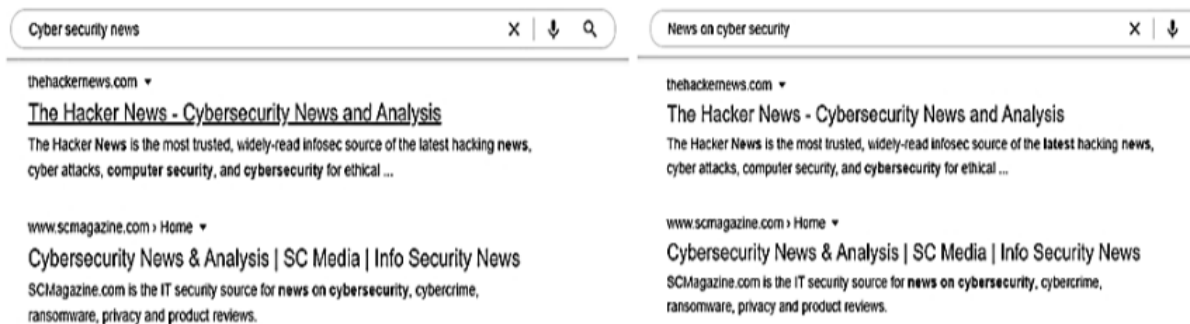 Cyber security news
thehackernews.com
The Hacker News - Cybersecurity News and Analysis
The Hacker News is the most trusted, widely-read infosec source of the latest hacking news,
cyber attacks, computer security, and cybersecurity for ethical ...
www.scmagazine.com › Home
Cybersecurity News & Analysis | SC Media | Info Security News
SCMagazine.com is the IT security source for news on cybersecurity, cybercrime,
ransomware, privacy and product reviews.
News on cyber security
thehackernews.com
The Hacker News - Cybersecurity News and Analysis
The Hacker News is the most trusted, widely-read infosec source of the latest hacking news,
cyber attacks, computer security, and cybersecurity for ethical ...
www.scmagazine.com › Home
Cybersecurity News & Analysis | SC Media | Info Security News
SCMagazine.com is the IT security source for news on cybersecurity, cybercrime,
ransomware, privacy and product reviews.